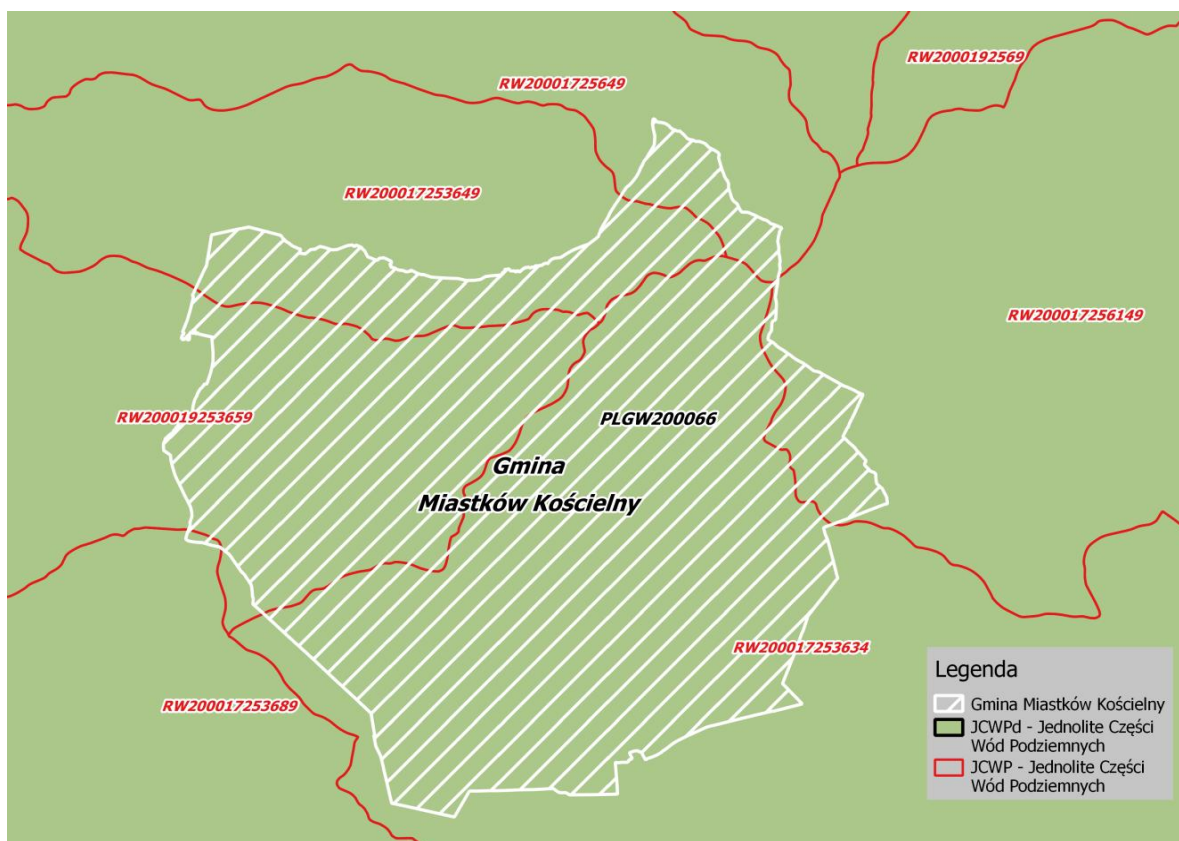 RW2000192569
RW20001725649
RW200017253649
RW200017256149
RW200019253659
PLGW200066
Gmina
Miastków Kościelny
RW200017253634
RW200017253689
Legenda
Gmina Miastków Kościelny
JCWPd - Jednolite Części
Wód Podziemnych
JCWP - Jednolite Części
Wód Podziemnych